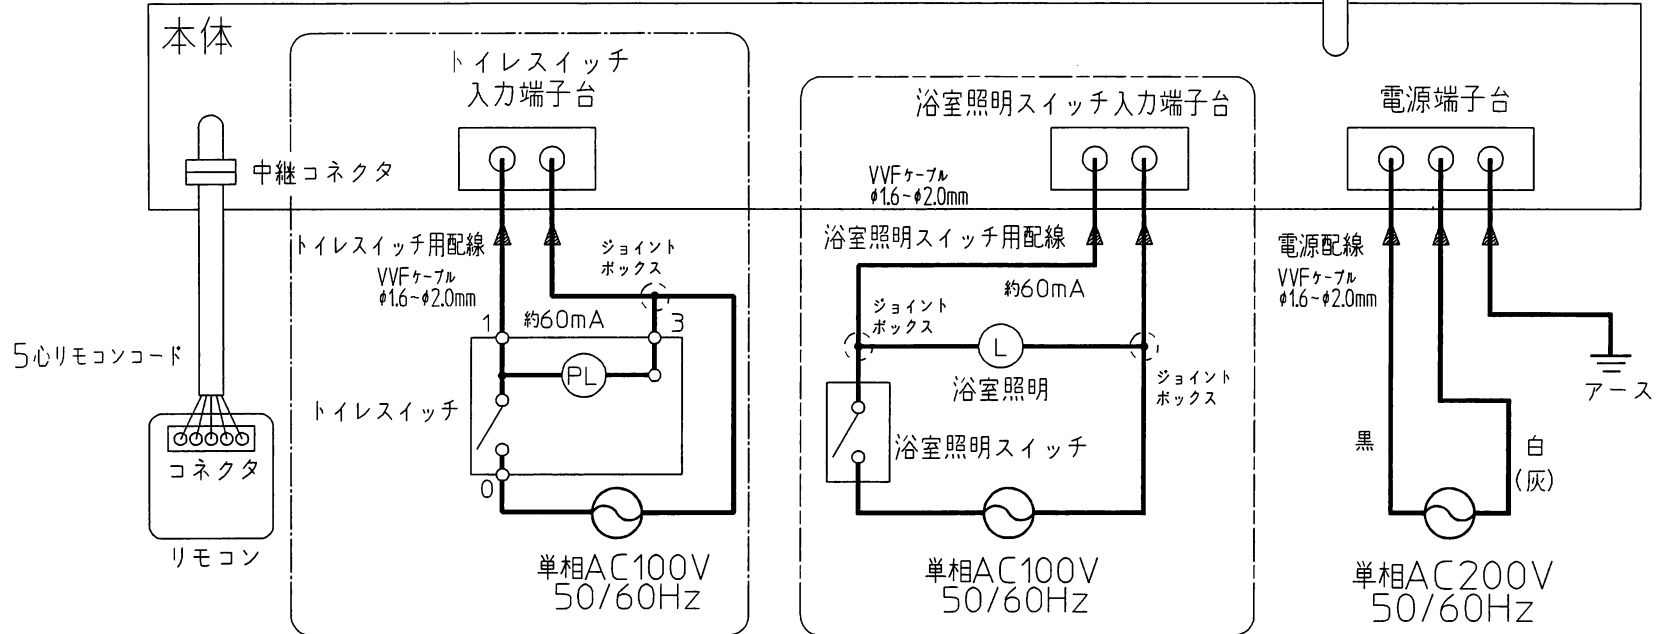 本体
トイレスイッチ
入力端子台
浴室照明スイッチ入力端子台
電源端子台
中継コネクタ
VVFケーブル
φ1.6~φ2.0mm
トイレスイッチ用配線
VVFケーブル
φ1.6~φ2.0mm
ジョイント
ボックス
浴室照明スイッチ用配線
電源配線
VVFケーブル
φ1.6~φ2.0mm
約60mA
1
約60mA
3
ジョイント
ボックス
5心リモコンコード
PL
L
浴室照明
ジョイント
ボックス
アース
トイレスイッチ
浴室照明スイッチ
黒
白
(灰)
コネクタ
0
リモコン
単相AC100V
50/60Hz
単相AC100V
50/60Hz
単相AC200V
50/60Hz